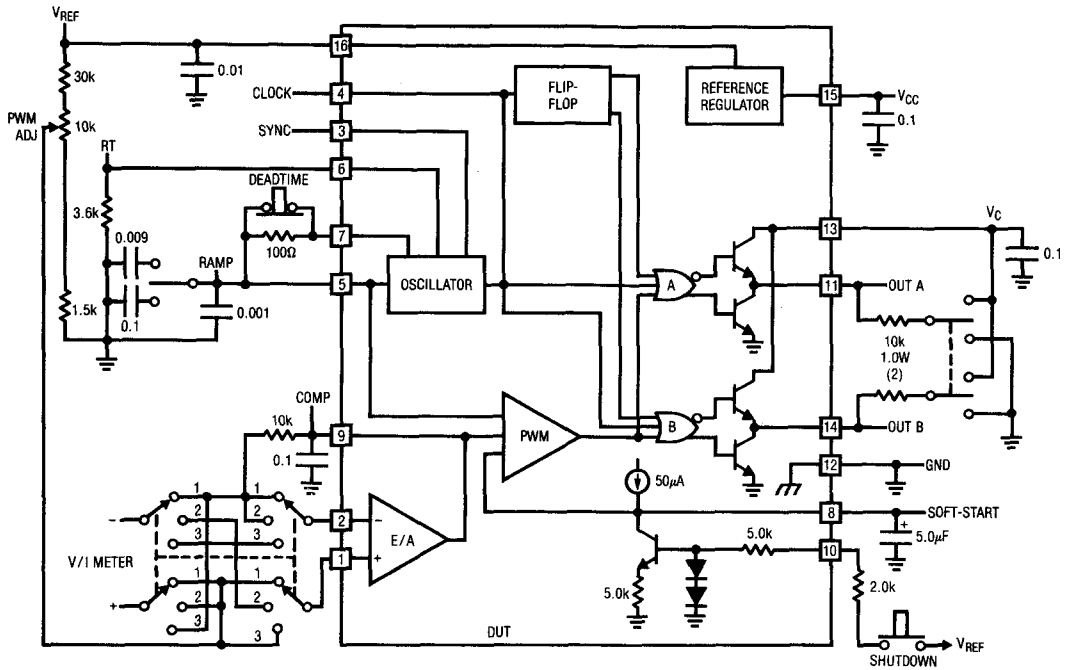 VREF
16
30k
0.01
CLOCK
4
FLIP-
FLOP
REFERENCE
REGULATOR
15
VCC
0.1
PWM
ADJ
10k
SYNC
3
RT
6
DEADTIME
3.6k
7
100Ω
0.009
RAMP
5
OSCILLATOR
0.1
0.001
1.5k
A
13
VC
0.1
11
OUT A
10k
1.0W
(2)
COMP
10k
9
0.1
PWM
B
14
OUT B
12
GND
50μA
8
SOFT-START
+
5.0μF
1
1
2
2
3
3
−
V/I METER
+
1
1
2
2
3
3
2
−
E/A
1
+
5.0k
10
5.0k
2.0k
DUT
VREF
SHUTDOWN